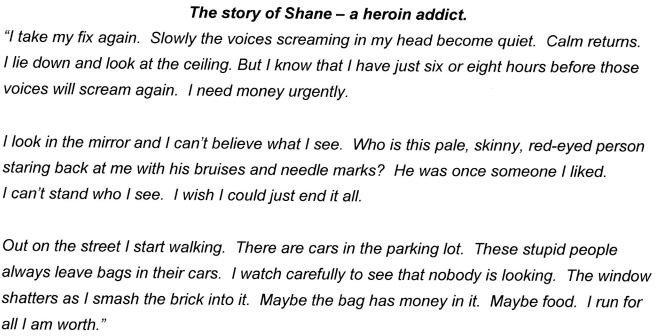 The story of Shane – a heroin addict.
“I take my fix again.  Slowly the voices screaming in my head become quiet.  Calm returns.
I lie down and look at the ceiling. But I know that I have just six or eight hours before those
voices will scream again.  I need money urgently.
I look in the mirror and I can’t believe what I see.  Who is this pale, skinny, red-eyed person
staring back at me with his bruises and needle marks?  He was once someone I liked.
I can’t stand who I see.  I wish I could just end it all.
Out on the street I start walking.  There are cars in the parking lot.  These stupid people
always leave bags in their cars.  I watch carefully to see that nobody is looking.  The window
shatters as I smash the brick into it.  Maybe the bag has money in it.  Maybe food.  I run for
all I am worth.”